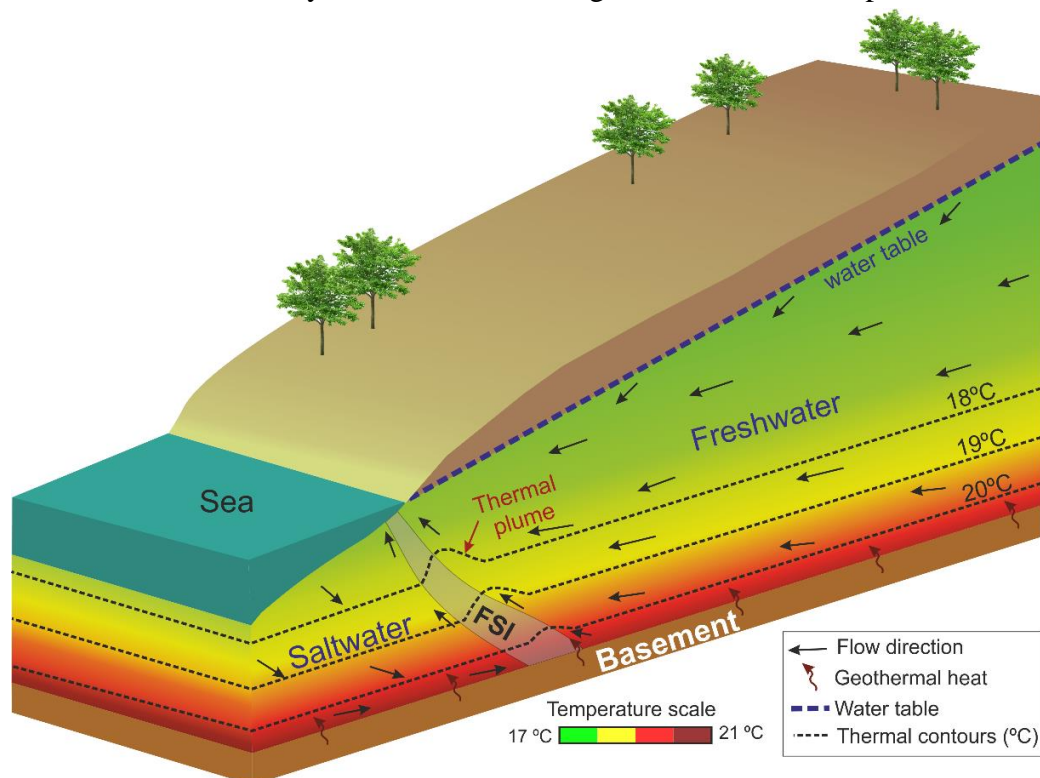 water table
Freshwater
18ºC
19ºC
20ºC
Sea
Thermal
plume
Saltwater
FSI
Basement
Flow direction
Geothermal heat
Water table
Thermal contours (ºC)
Temperature scale
17 ºC
21 ºC